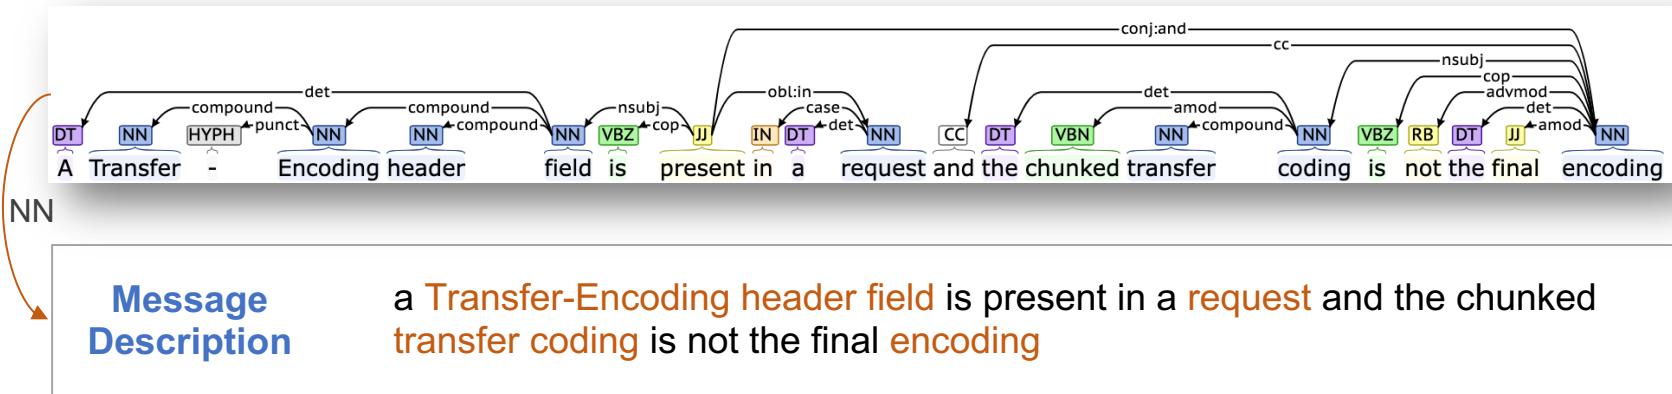 conj:and
cc
nsubj
cop
det obl:in det advmod
compound compound nsubj case amod det
DT NN HYPH punct NN NN compound NN VBZ cop JJ IN DT det NN CC DT VBN NN compound NN VBZ RB DT JJ amod NN
A Transfer - Encoding header field is present in a request and the chunked transfer coding is not the final encoding
NN
Message Description
a Transfer-Encoding header field is present in a request and the chunked
transfer coding is not the final encoding